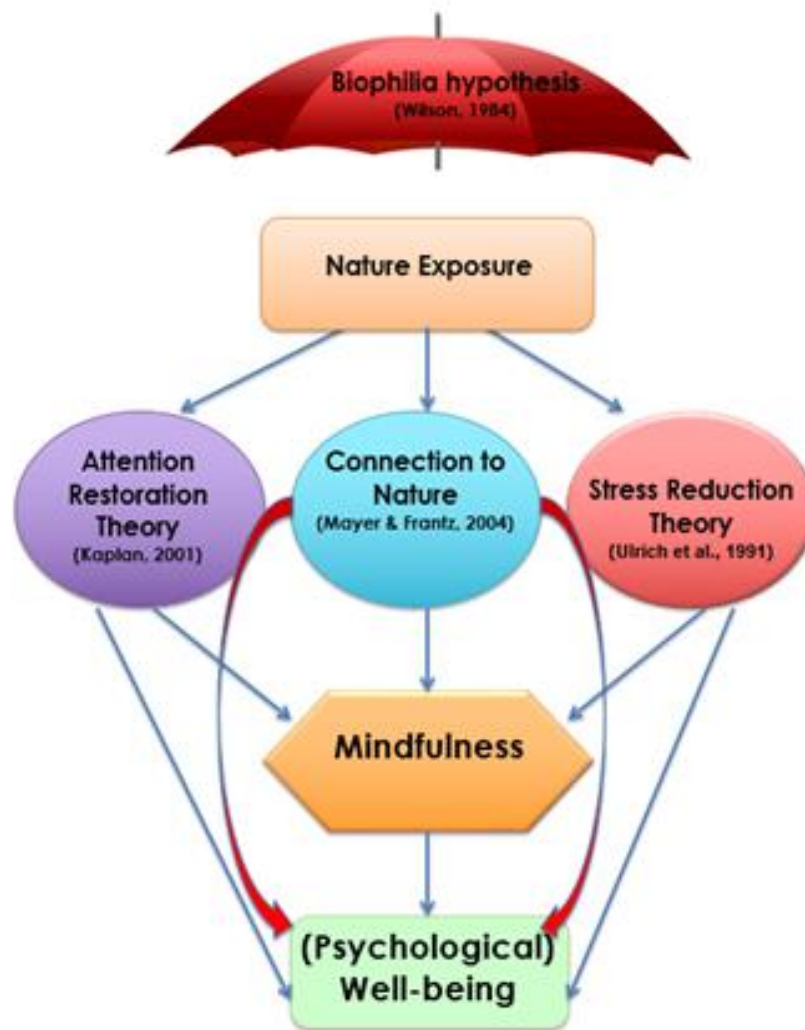 Biophilia hypothesis
(Wilson, 1984)
Nature Exposure
Attention
Restoration
Theory
(Kaplan, 2001)
Connection to
Nature
(Mayer & Frantz, 2004)
Stress Reduction
Theory
(Ulrich et al., 1991)
Mindfulness
(Psychological)
Well-being